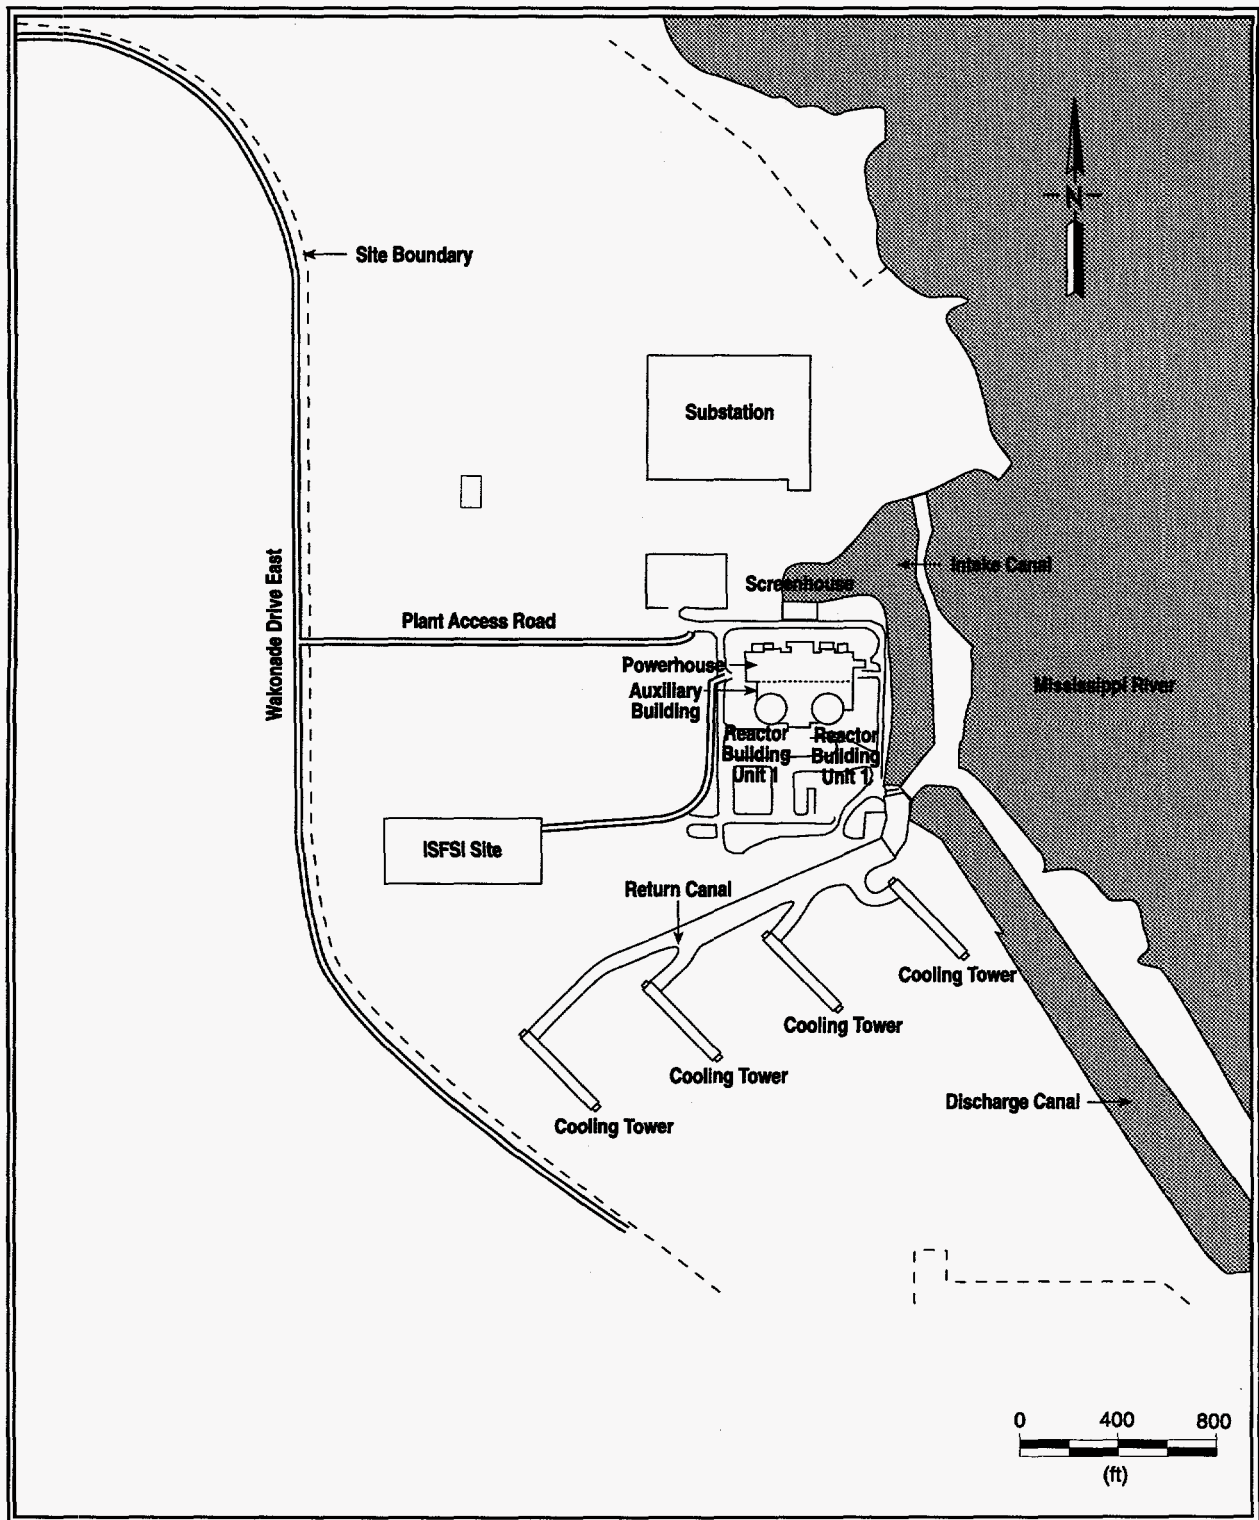 N
Site Boundary
Substation
Intake Canal
Screenhouse
Wakonade Drive East
Plant Access Road
Powerhouse
Auxiliary
Building
Mississippi River
Reactor
Building
Unit 1
Reactor
Building
Unit 1
ISFSI Site
Return Canal
Cooling Tower
Cooling Tower
Cooling Tower
Cooling Tower
Discharge Canal
0 400 800
(ft)